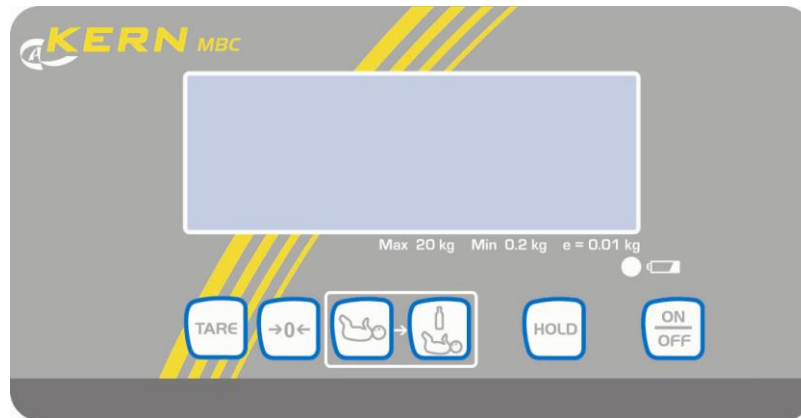 KERN MBC
Max 20 kg Min 0.2 kg e = 0.01 kg
TARE →0← → HOLD ON
OFF